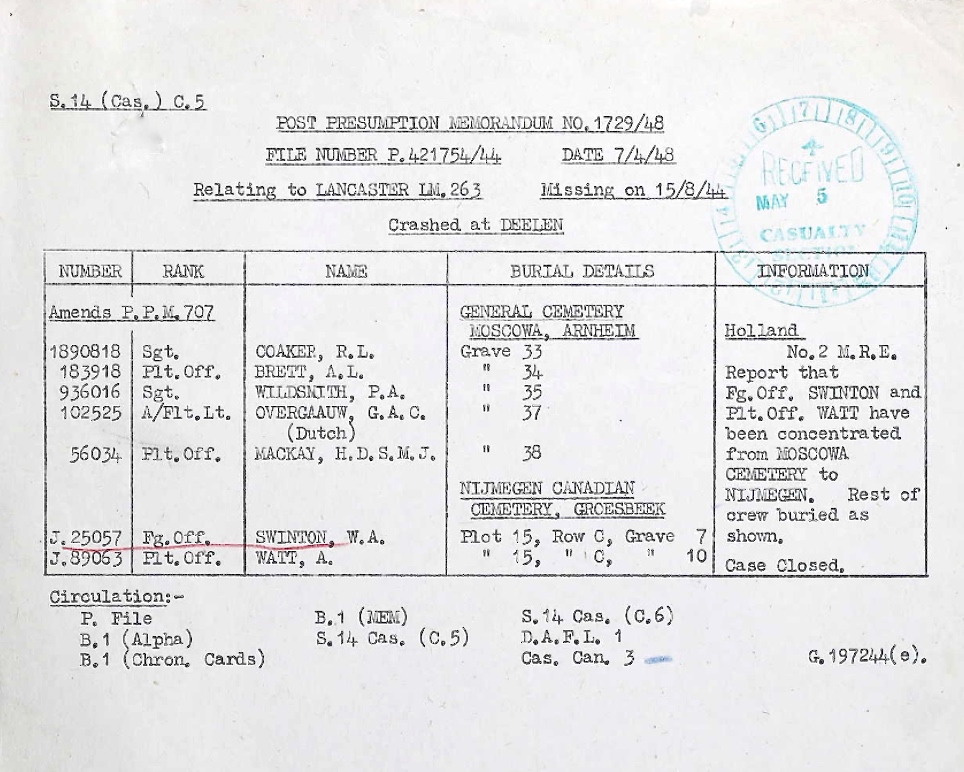 S.14 (Cas.) C.5
POST PRESUMPTION MEMORANDUM NO.1729/48
FILE NUMBER P.421754/44 DATE 7/4/48
Relating to LANCASTER LM.263 Missing on 15/8/44
Crashed at DEELEN
RECEIVED
MAY 5
CASUALTY
SECTION
NUMBER RANK NAME BURIAL DETAILS INFORMATION
Amends P.P.M.707 GENERAL CEMETERY
MOSCOWA, ARNHEIM Holland
1890818 Sgt. COAKER, R.L. Grave 33 No.2 M.R.E.
183918 Plt.Off. BRETT, A.L. " 34 Report that
936016 Sgt. WILDSMITH, P.A. " 35 Fg.Off. SWINTON and
102525 A/Flt.Lt. OVERGAAUW, G.A.C. " 37 Plt.Off. WATT have
(Dutch) been concentrated
56034 Plt.Off. MACKAY, H.D.S.M.J. " 38 from MOSCOWA
CEMETERY to
NIJMEGEN CANADIAN NIJMEGEN. Rest of
CEMETERY, GROESBEEK crew buried as
J.25057 Fg.Off. SWINTON, W.A. Plot 15, Row C, Grave 7 shown.
J.89063 Plt.Off. WATT, A. " 15, " C, " 10 Case Closed.
Circulation:-
P. File B.1 (MEM) S.14 Cas. (C.6)
B.1 (Alpha) S.14 Cas. (C.5) D.A.F.L. 1
B.1 (Chron. Cards) Cas. Can. 3 G.197244(e).